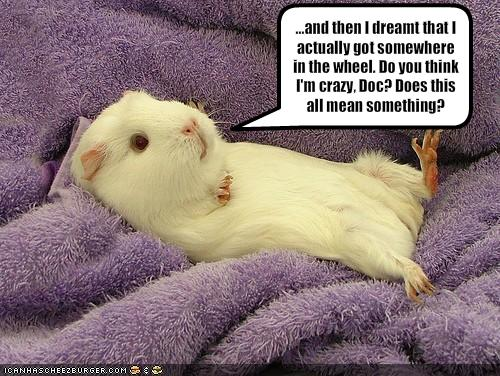 ...and then I dreamt that I
actually got somewhere
in the wheel. Do you think
I'm crazy, Doc? Does this
all mean something?
ICANHASCHEEZBURGER.COM